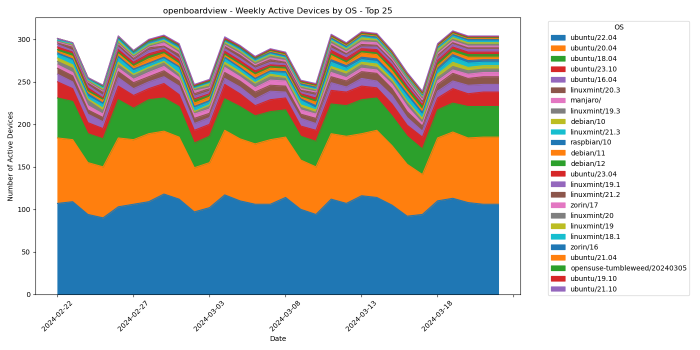 openboardview - Weekly Active Devices by OS - Top 25
Number of Active Devices
300
250
200
150
100
50
0
2024-02-22
2024-02-27
2024-03-03
2024-03-08
2024-03-13
2024-03-18
Date
OS
ubuntu/22.04
ubuntu/20.04
ubuntu/18.04
ubuntu/23.10
ubuntu/16.04
linuxmint/20.3
manjaro/
linuxmint/19.3
debian/10
linuxmint/21.3
raspbian/10
debian/11
debian/12
ubuntu/23.04
linuxmint/19.1
linuxmint/21.2
zorin/17
linuxmint/20
linuxmint/19
linuxmint/18.1
zorin/16
ubuntu/21.04
opensuse-tumbleweed/20240305
ubuntu/19.10
ubuntu/21.10